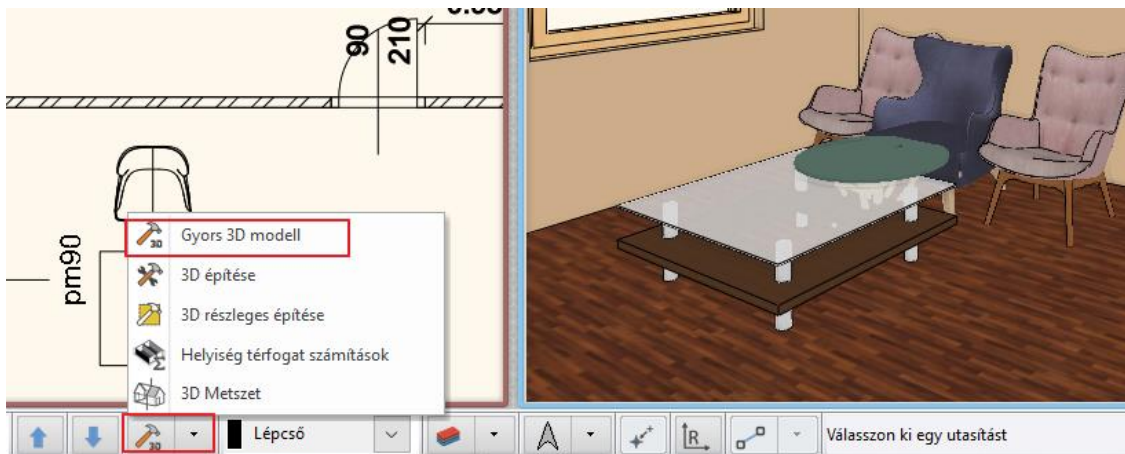 90
210
pm90
Gyors 3D modell
3D építése
3D részleges építése
Helyiség térfogat számítások
3D Metszet
3D
Lépcső
Válasszon ki egy utasítást